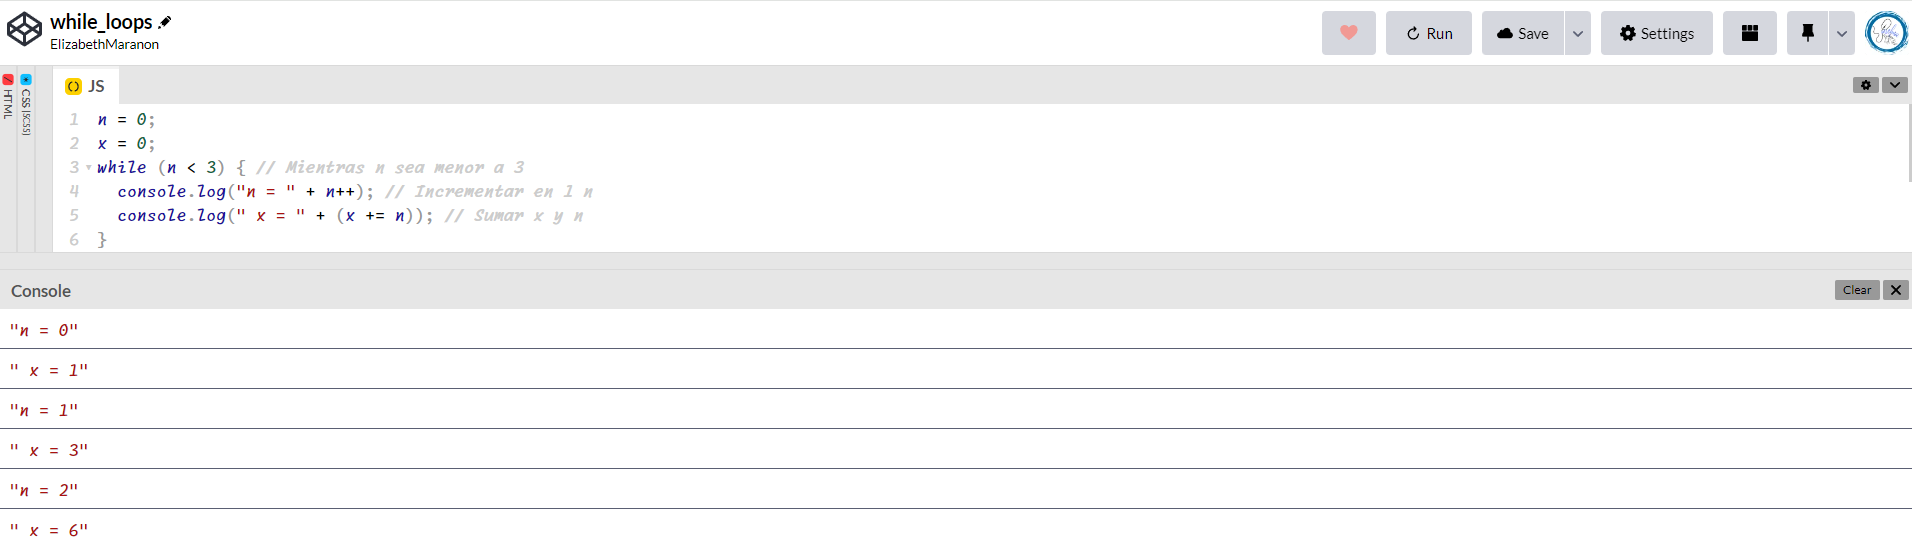 while_loops
ElizabethMaranon
Run
Save
Settings
HTML
CSS (SCSS)
JS
1 n = 0;
2 x = 0;
3 while (n < 3) { // Mientras n sea menor a 3
4 console.log("n = " + n++); // Incrementar en 1 n
5 console.log(" x = " + (x += n)); // Sumar x y n
6 }
Console
Clear
"n = 0"
" x = 1"
"n = 1"
" x = 3"
"n = 2"
" x = 6"